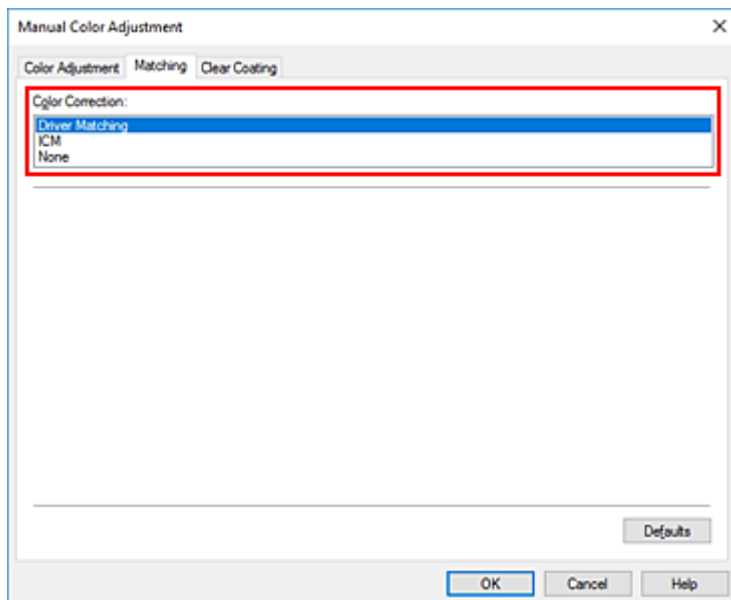 Manual Color Adjustment
Color Adjustment Matching Clear Coating
Color Correction:
Driver Matching
ICM
None
Defaults
OK Cancel Help